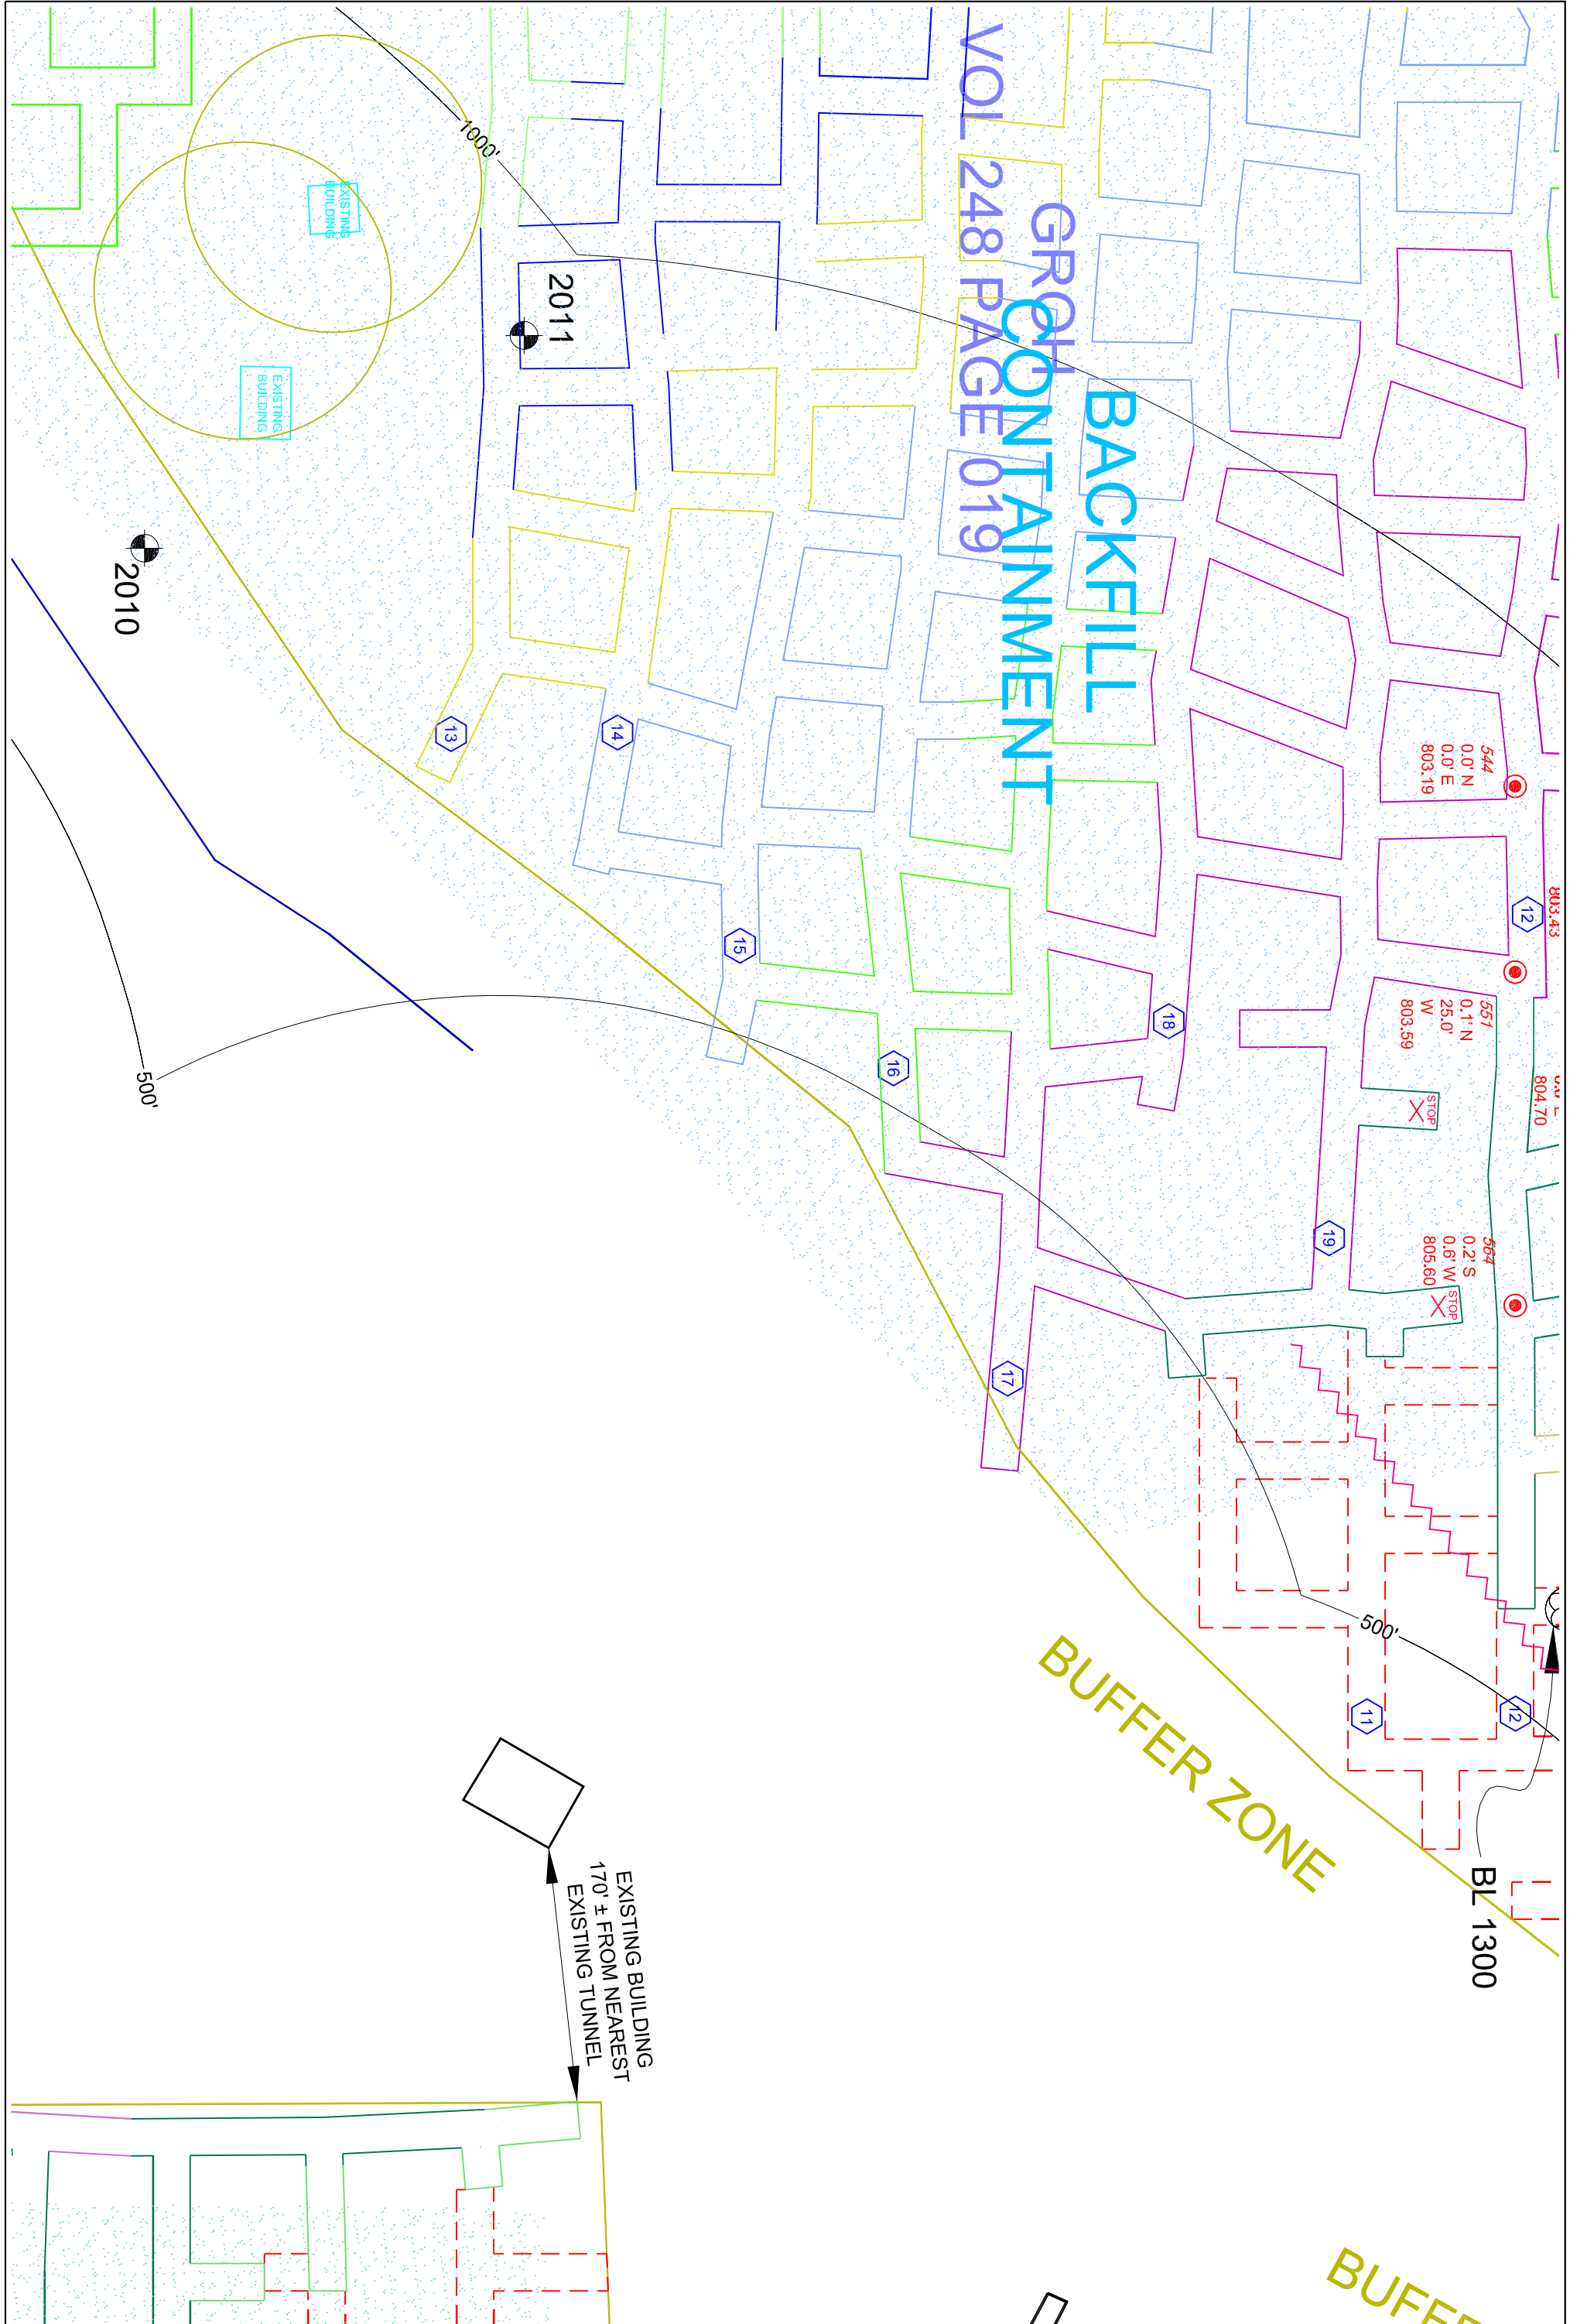 VOL 248 PAGE 019
GROH
BACKFILL
CONTAINMENT
1000'
EXISTING
BUILDING
EXISTING
BUILDING
2011
2010
13
14
15
16
17
18
19
12
544
0.0' N
0.0' E
803.19
803.43
551
0.1' N
25.0'
W
803.59
804.70
STOP
564
0.2' S
0.6' W
805.60
STOP
500'
500'
11
12
BL 1300
BUFFER ZONE
EXISTING BUILDING
170' ± FROM NEAREST
EXISTING TUNNEL